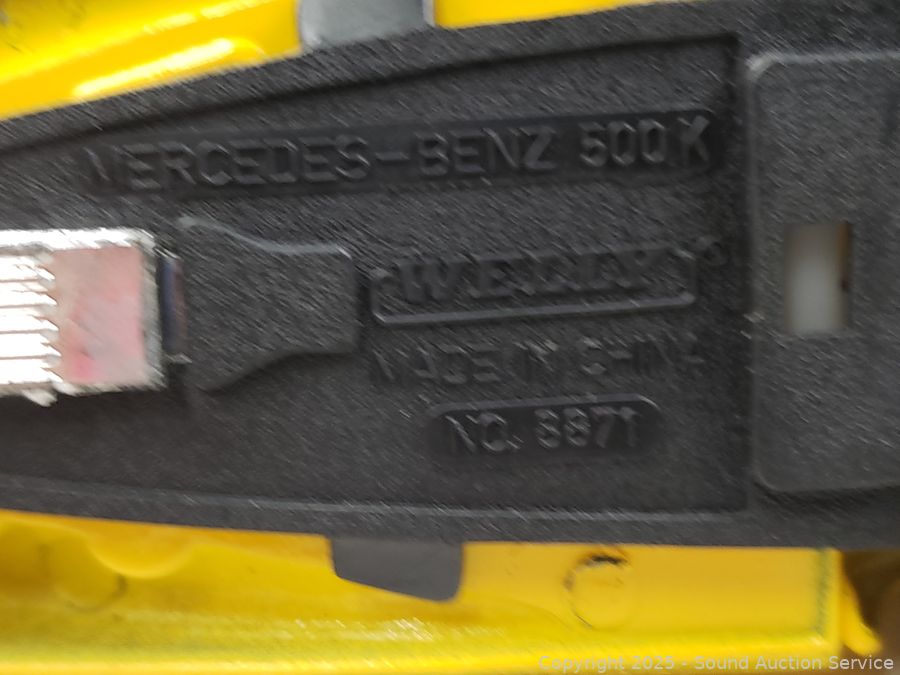 MERCEDES-BENZ 500K
WELLY
MADE IN CHINA
NO. 8871
Copyright © 2025 - Sound Auction Service